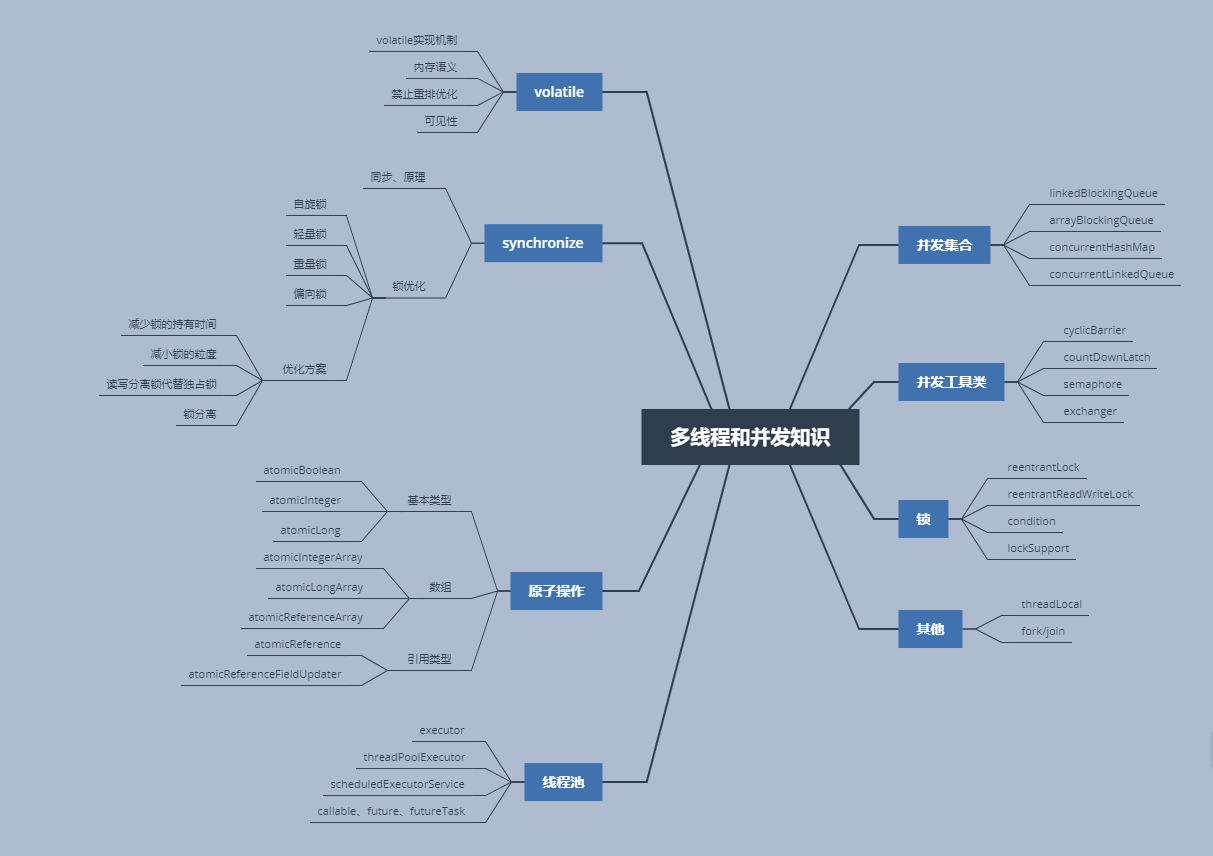 多线程和并发知识
volatile
volatile实现机制
内存语义
禁止重排优化
可见性
synchronize
同步、原理
锁优化
自旋锁
轻量锁
重量锁
偏向锁
优化方案
减少锁的持有时间
减小锁的粒度
读写分离锁代替独占锁
锁分离
原子操作
基本类型
atomicBoolean
atomicInteger
atomicLong
数组
atomicIntegerArray
atomicLongArray
atomicReferenceArray
引用类型
atomicReference
atomicReferenceFieldUpdater
线程池
executor
threadPoolExecutor
scheduledExecutorService
callable、future、futureTask
并发集合
linkedBlockingQueue
arrayBlockingQueue
concurrentHashMap
concurrentLinkedQueue
并发工具类
cyclicBarrier
countDownLatch
semaphore
exchanger
锁
reentrantLock
reentrantReadWriteLock
condition
lockSupport
其他
threadLocal
fork/join